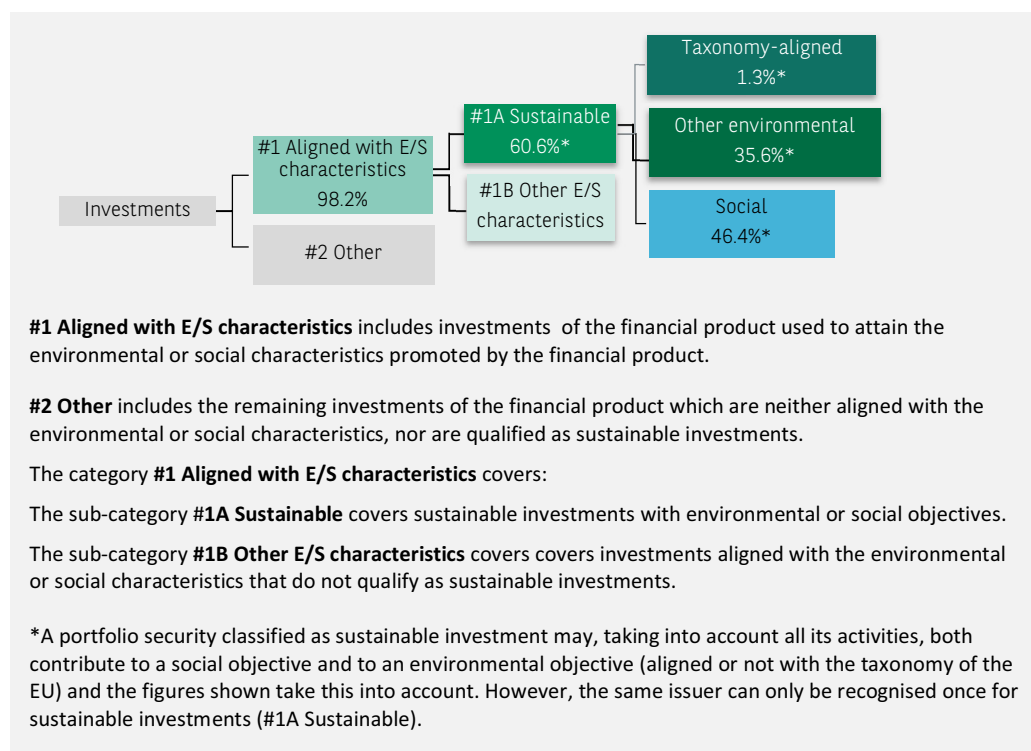 Taxonomy-aligned
1.3%*
#1A Sustainable
60.6%*
Other environmental
35.6%*
#1 Aligned with E/S
characteristics
98.2%
#1B Other E/S
characteristics
Investments
Social
46.4%*
#2 Other
#1 Aligned with E/S characteristics includes investments of the financial product used to attain the
environmental or social characteristics promoted by the financial product.
#2 Other includes the remaining investments of the financial product which are neither aligned with the
environmental or social characteristics, nor are qualified as sustainable investments.
The category #1 Aligned with E/S characteristics covers:
The sub-category #1A Sustainable covers sustainable investments with environmental or social objectives.
The sub-category #1B Other E/S characteristics covers covers investments aligned with the environmental
or social characteristics that do not qualify as sustainable investments.
*A portfolio security classified as sustainable investment may, taking into account all its activities, both
contribute to a social objective and to an environmental objective (aligned or not with the taxonomy of the
EU) and the figures shown take this into account. However, the same issuer can only be recognised once for
sustainable investments (#1A Sustainable).